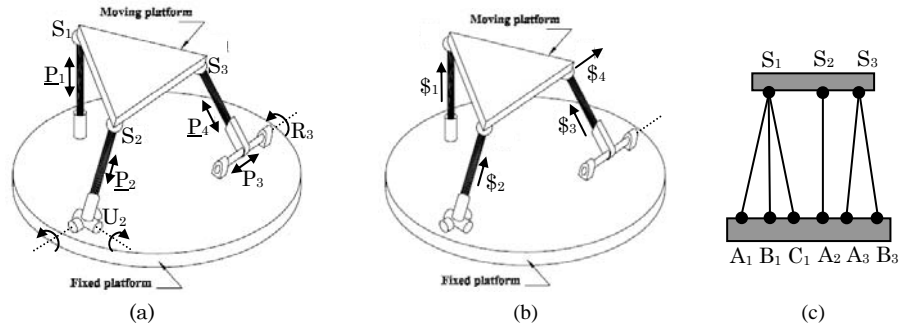 Moving platform
S1
P1
S3
P4
R3
S2
P3
P2
U2
Fixed platform
(a)
Moving platform
$1
$4
$3
$2
Fixed platform
(b)
S1 S2 S3
A1 B1 C1 A2 A3 B3
(c)